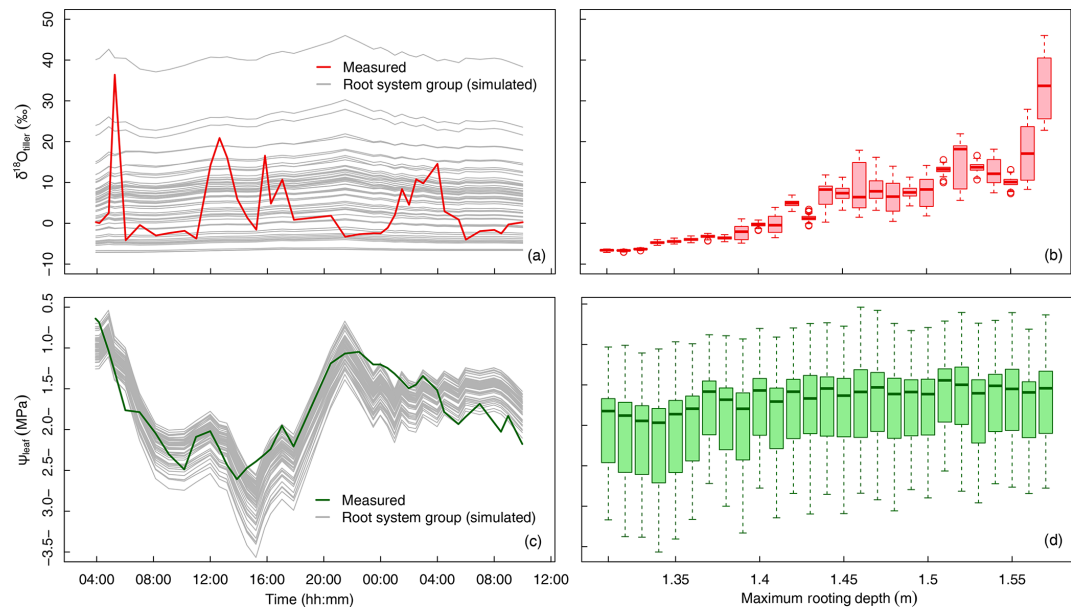 50
40
30
20
10
0
−10
δ¹⁸Otiller (‰)
Measured
Root system group (simulated)
(a)
(b)
−0.5
−1.0
−1.5
−2.0
−2.5
−3.0
−3.5
ψleaf (MPa)
Measured
Root system group (simulated)
(c)
(d)
04:00 08:00 12:00 16:00 20:00 00:00 04:00 08:00 12:00
Time (hh:mm)
1.35 1.4 1.45 1.5 1.55
Maximum rooting depth (m)